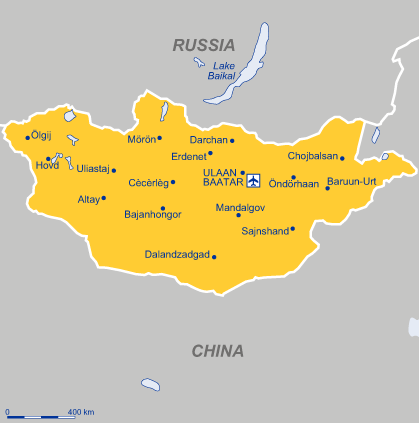 RUSSIA
Lake
Baikal
Ölgij
Mörön
Darchan
Erdenet
Chojbalsan
Hovd
Uliastaj
Cècèrlèg
ULAAN
BAATAR
Öndörhaan
Baruun-Urt
Altay
Bajanhongor
Mandalgov
Sajnshand
Dalandzadgad
CHINA
0 400 km